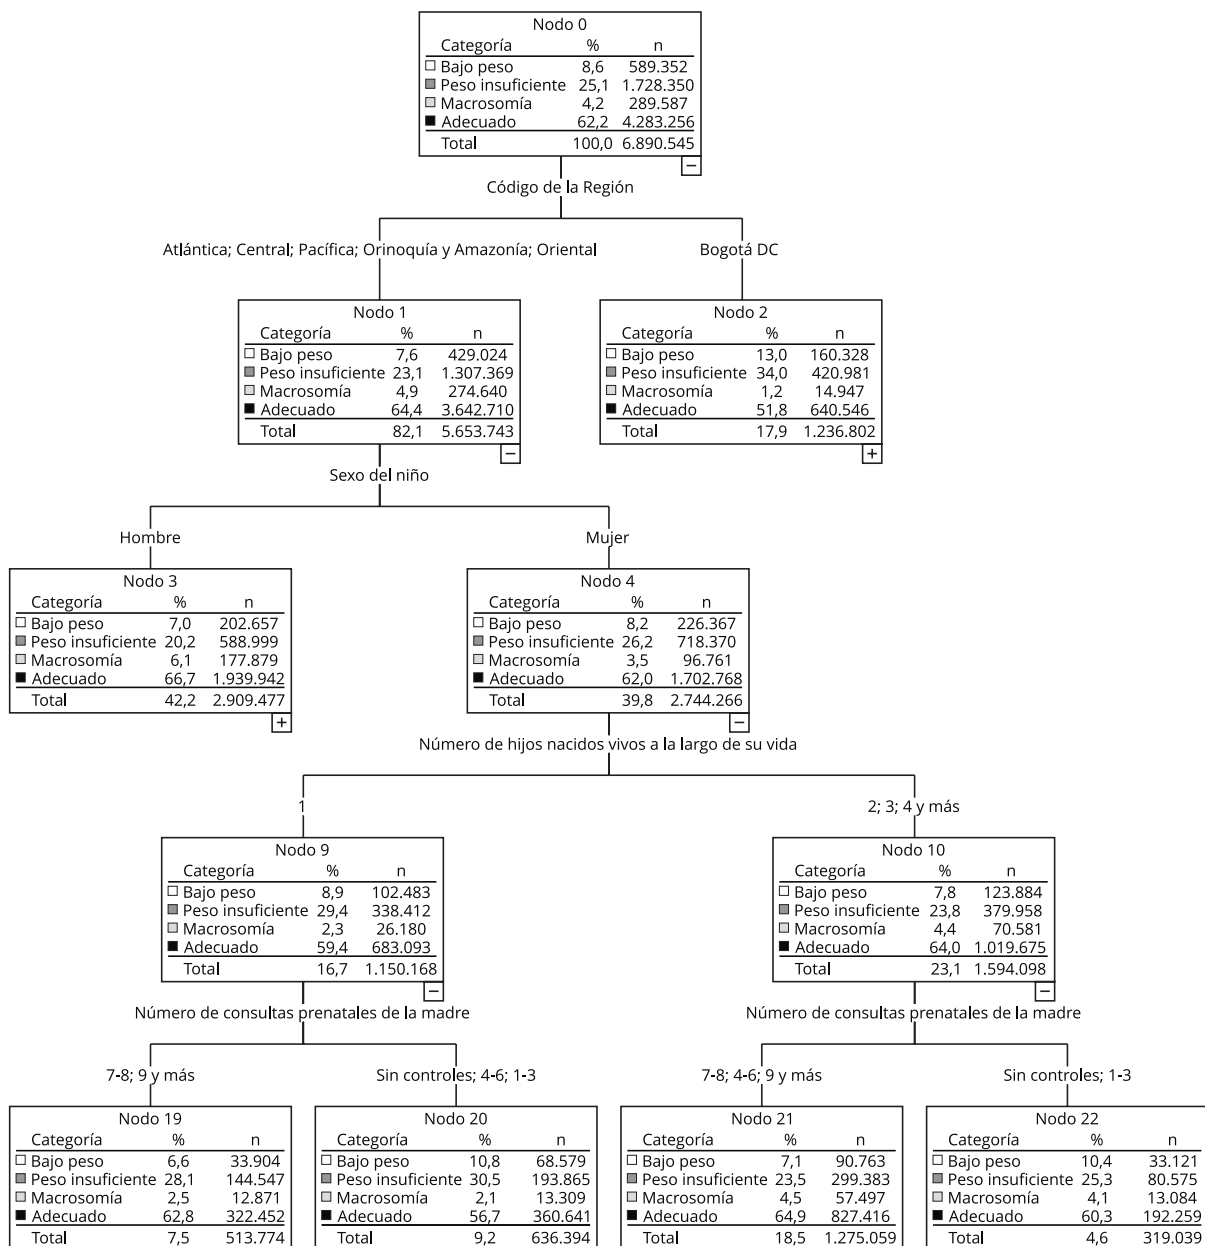 Nodo 0
Categoría % n
Bajo peso 8,6 589.352
Peso insuficiente 25,1 1.728.350
Macrosomía 4,2 289.587
Adecuado 62,2 4.283.256
Total 100,0 6.890.545
Código de la Región
Atlántica; Central; Pacífica; Orinoquía y Amazonía; Oriental
Bogotá DC
Nodo 1
Categoría % n
Bajo peso 7,6 429.024
Peso insuficiente 23,1 1.307.369
Macrosomía 4,9 274.640
Adecuado 64,4 3.642.710
Total 82,1 5.653.743
Nodo 2
Categoría % n
Bajo peso 13,0 160.328
Peso insuficiente 34,0 420.981
Macrosomía 1,2 14.947
Adecuado 51,8 640.546
Total 17,9 1.236.802
Sexo del niño
Hombre
Mujer
Nodo 3
Categoría % n
Bajo peso 7,0 202.657
Peso insuficiente 20,2 588.999
Macrosomía 6,1 177.879
Adecuado 66,7 1.939.942
Total 42,2 2.909.477
Nodo 4
Categoría % n
Bajo peso 8,2 226.367
Peso insuficiente 26,2 718.370
Macrosomía 3,5 96.761
Adecuado 62,0 1.702.768
Total 39,8 2.744.266
Número de hijos nacidos vivos a la largo de su vida
1
2; 3; 4 y más
Nodo 9
Categoría % n
Bajo peso 8,9 102.483
Peso insuficiente 29,4 338.412
Macrosomía 2,3 26.180
Adecuado 59,4 683.093
Total 16,7 1.150.168
Nodo 10
Categoría % n
Bajo peso 7,8 123.884
Peso insuficiente 23,8 379.958
Macrosomía 4,4 70.581
Adecuado 64,0 1.019.675
Total 23,1 1.594.098
Número de consultas prenatales de la madre
Número de consultas prenatales de la madre
7-8; 9 y más
Sin controles; 4-6; 1-3
7-8; 4-6; 9 y más
Sin controles; 1-3
Nodo 19
Categoría % n
Bajo peso 6,6 33.904
Peso insuficiente 28,1 144.547
Macrosomía 2,5 12.871
Adecuado 62,8 322.452
Total 7,5 513.774
Nodo 20
Categoría % n
Bajo peso 10,8 68.579
Peso insuficiente 30,5 193.865
Macrosomía 2,1 13.309
Adecuado 56,7 360.641
Total 9,2 636.394
Nodo 21
Categoría % n
Bajo peso 7,1 90.763
Peso insuficiente 23,5 299.383
Macrosomía 4,5 57.497
Adecuado 64,9 827.416
Total 18,5 1.275.059
Nodo 22
Categoría % n
Bajo peso 10,4 33.121
Peso insuficiente 25,3 80.575
Macrosomía 4,1 13.084
Adecuado 60,3 192.259
Total 4,6 319.039